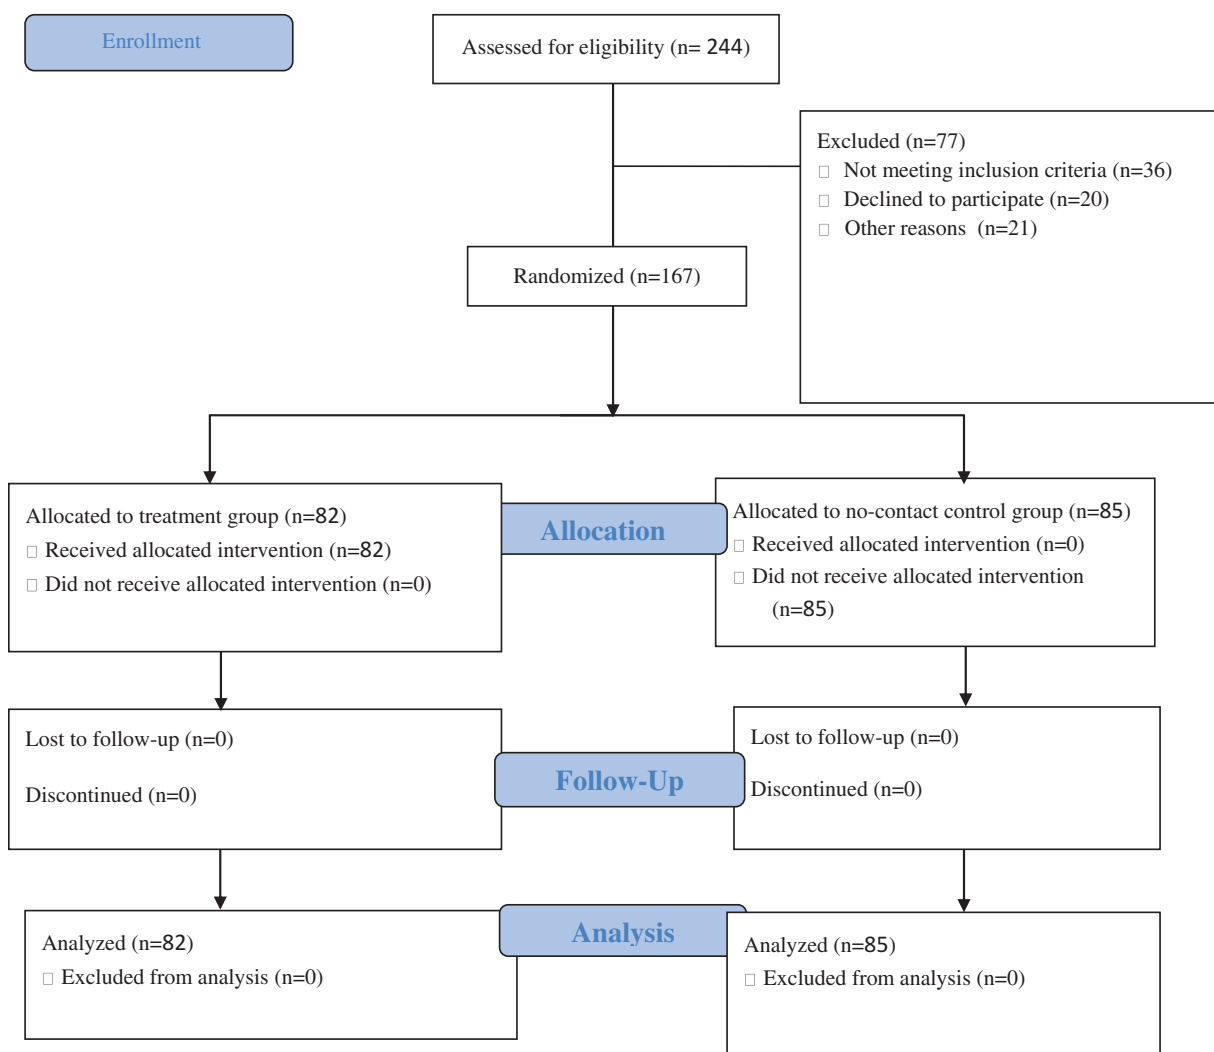 Enrollment
Assessed for eligibility (n= 244)
Excluded (n=77)
□ Not meeting inclusion criteria (n=36)
□ Declined to participate (n=20)
□ Other reasons (n=21)
Randomized (n=167)
Allocated to treatment group (n=82)
□ Received allocated intervention (n=82)
□ Did not receive allocated intervention (n=0)
Allocation
Allocated to no-contact control group (n=85)
□ Received allocated intervention (n=0)
□ Did not receive allocated intervention
(n=85)
Lost to follow-up (n=0)
Discontinued (n=0)
Follow-Up
Lost to follow-up (n=0)
Discontinued (n=0)
Analyzed (n=82)
□ Excluded from analysis (n=0)
Analysis
Analyzed (n=85)
□ Excluded from analysis (n=0)